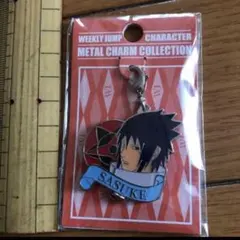 WEEKLY JUMP CHARACTER
METAL CHARM COLLECTION
SASUKE